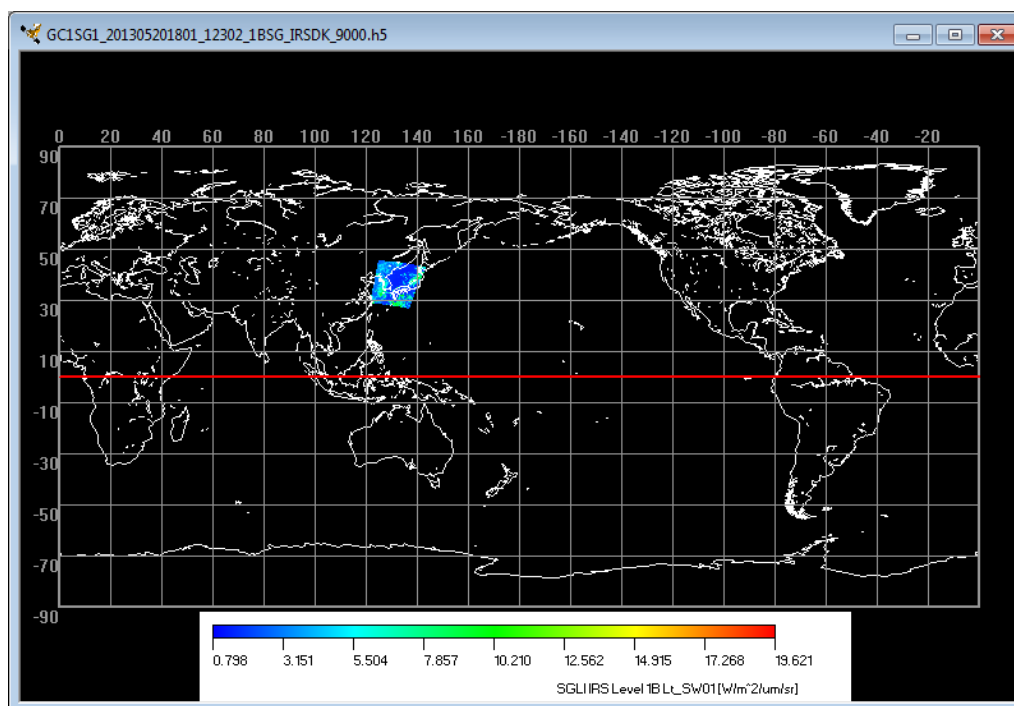 GC1SG1_201305201801_12302_1BSG_IRSDK_9000.h5
0 20 40 60 80 100 120 140 160 -180 -160 -140 -120 -100 -80 -60 -40 -20
90
70
50
30
10
0
-10
-30
-50
-70
-90
0.798 3.151 5.504 7.857 10.210 12.562 14.915 17.268 19.621
SGLI IRS Level 1B Lt_SW01 [W/m^2/um/sr]